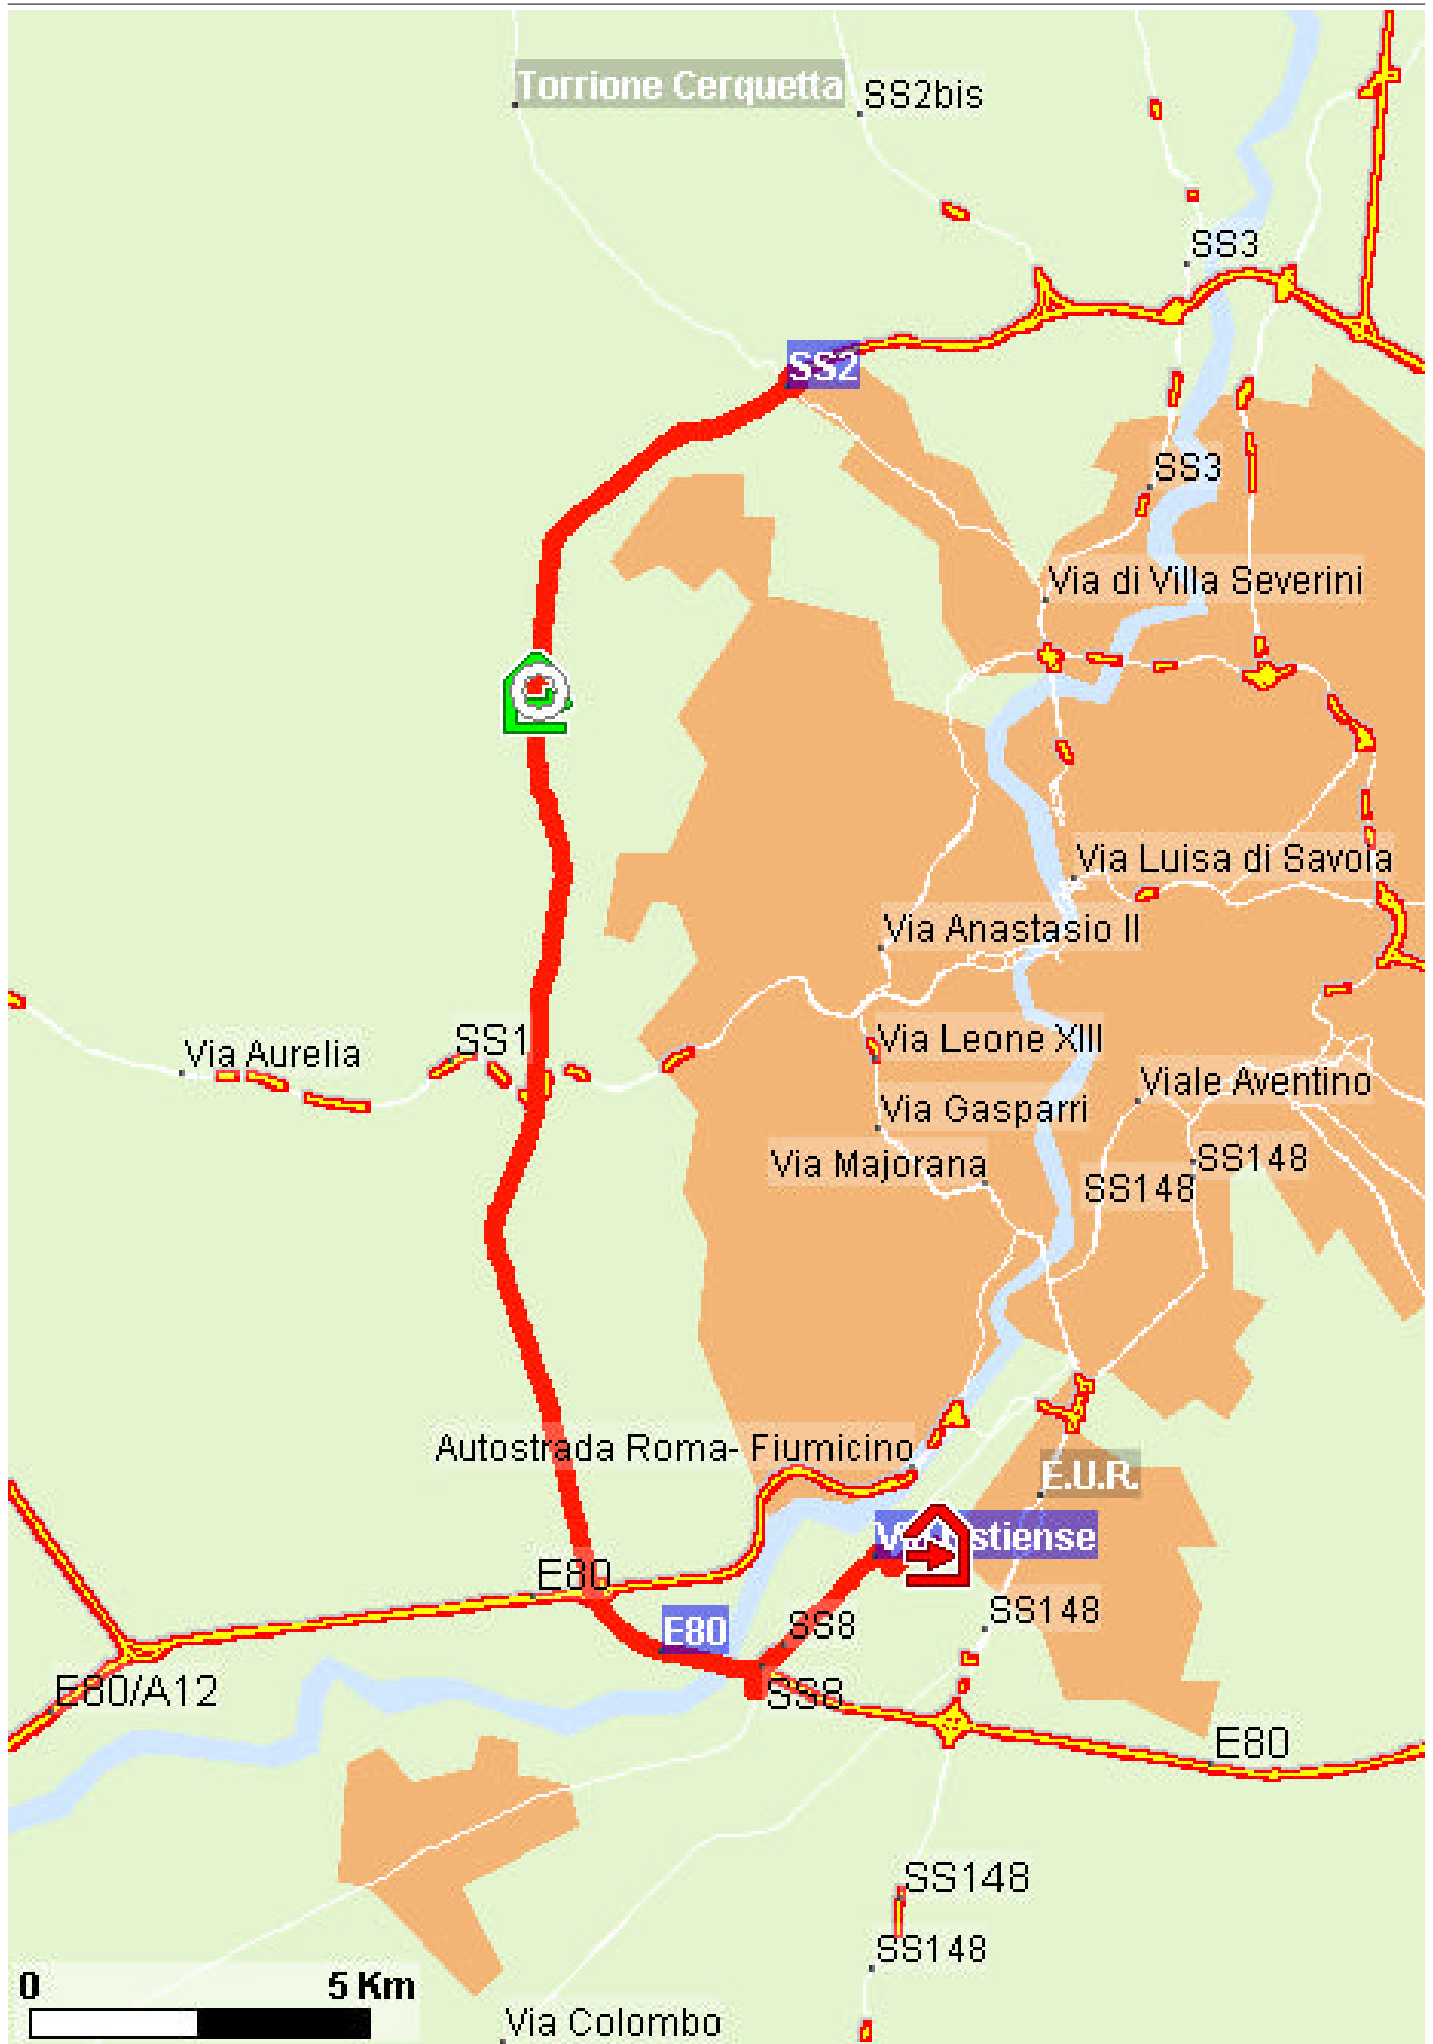 Torrione Cerquetta
SS2bis
SS3
SS2
SS3
Via di Villa Severini
Via Luisa di Savoia
Via Anastasio II
SS1
Via Leone XIII
Via Aurelia
Viale Aventino
Via Gasparri
Via Majorana
SS148
SS148
Autostrada Roma- Fiumicino
E.U.R.
stiense
E80
SS148
E80
SS8
E80/A12
SS8
E80
SS148
SS148
0 5 Km
Via Colombo